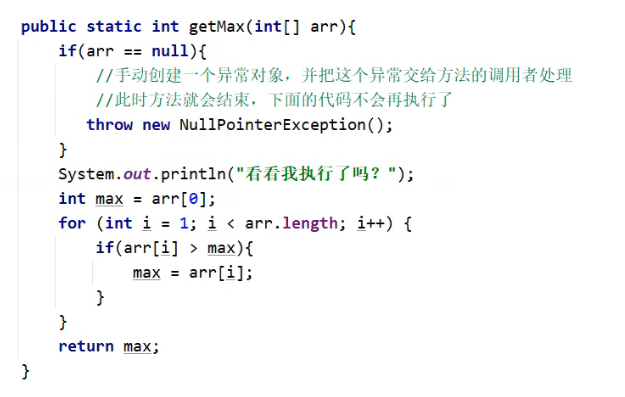 public static int getMax(int[] arr){
if(arr == null){
//手动创建一个异常对象，并把这个异常交给方法的调用者处理
//此时方法就会结束，下面的代码不会再执行了
throw new NullPointerException();
}
System.out.println("看看我执行了吗？");
int max = arr[0];
for (int i = 1; i < arr.length; i++) {
if(arr[i] > max){
max = arr[i];
}
}
return max;
}